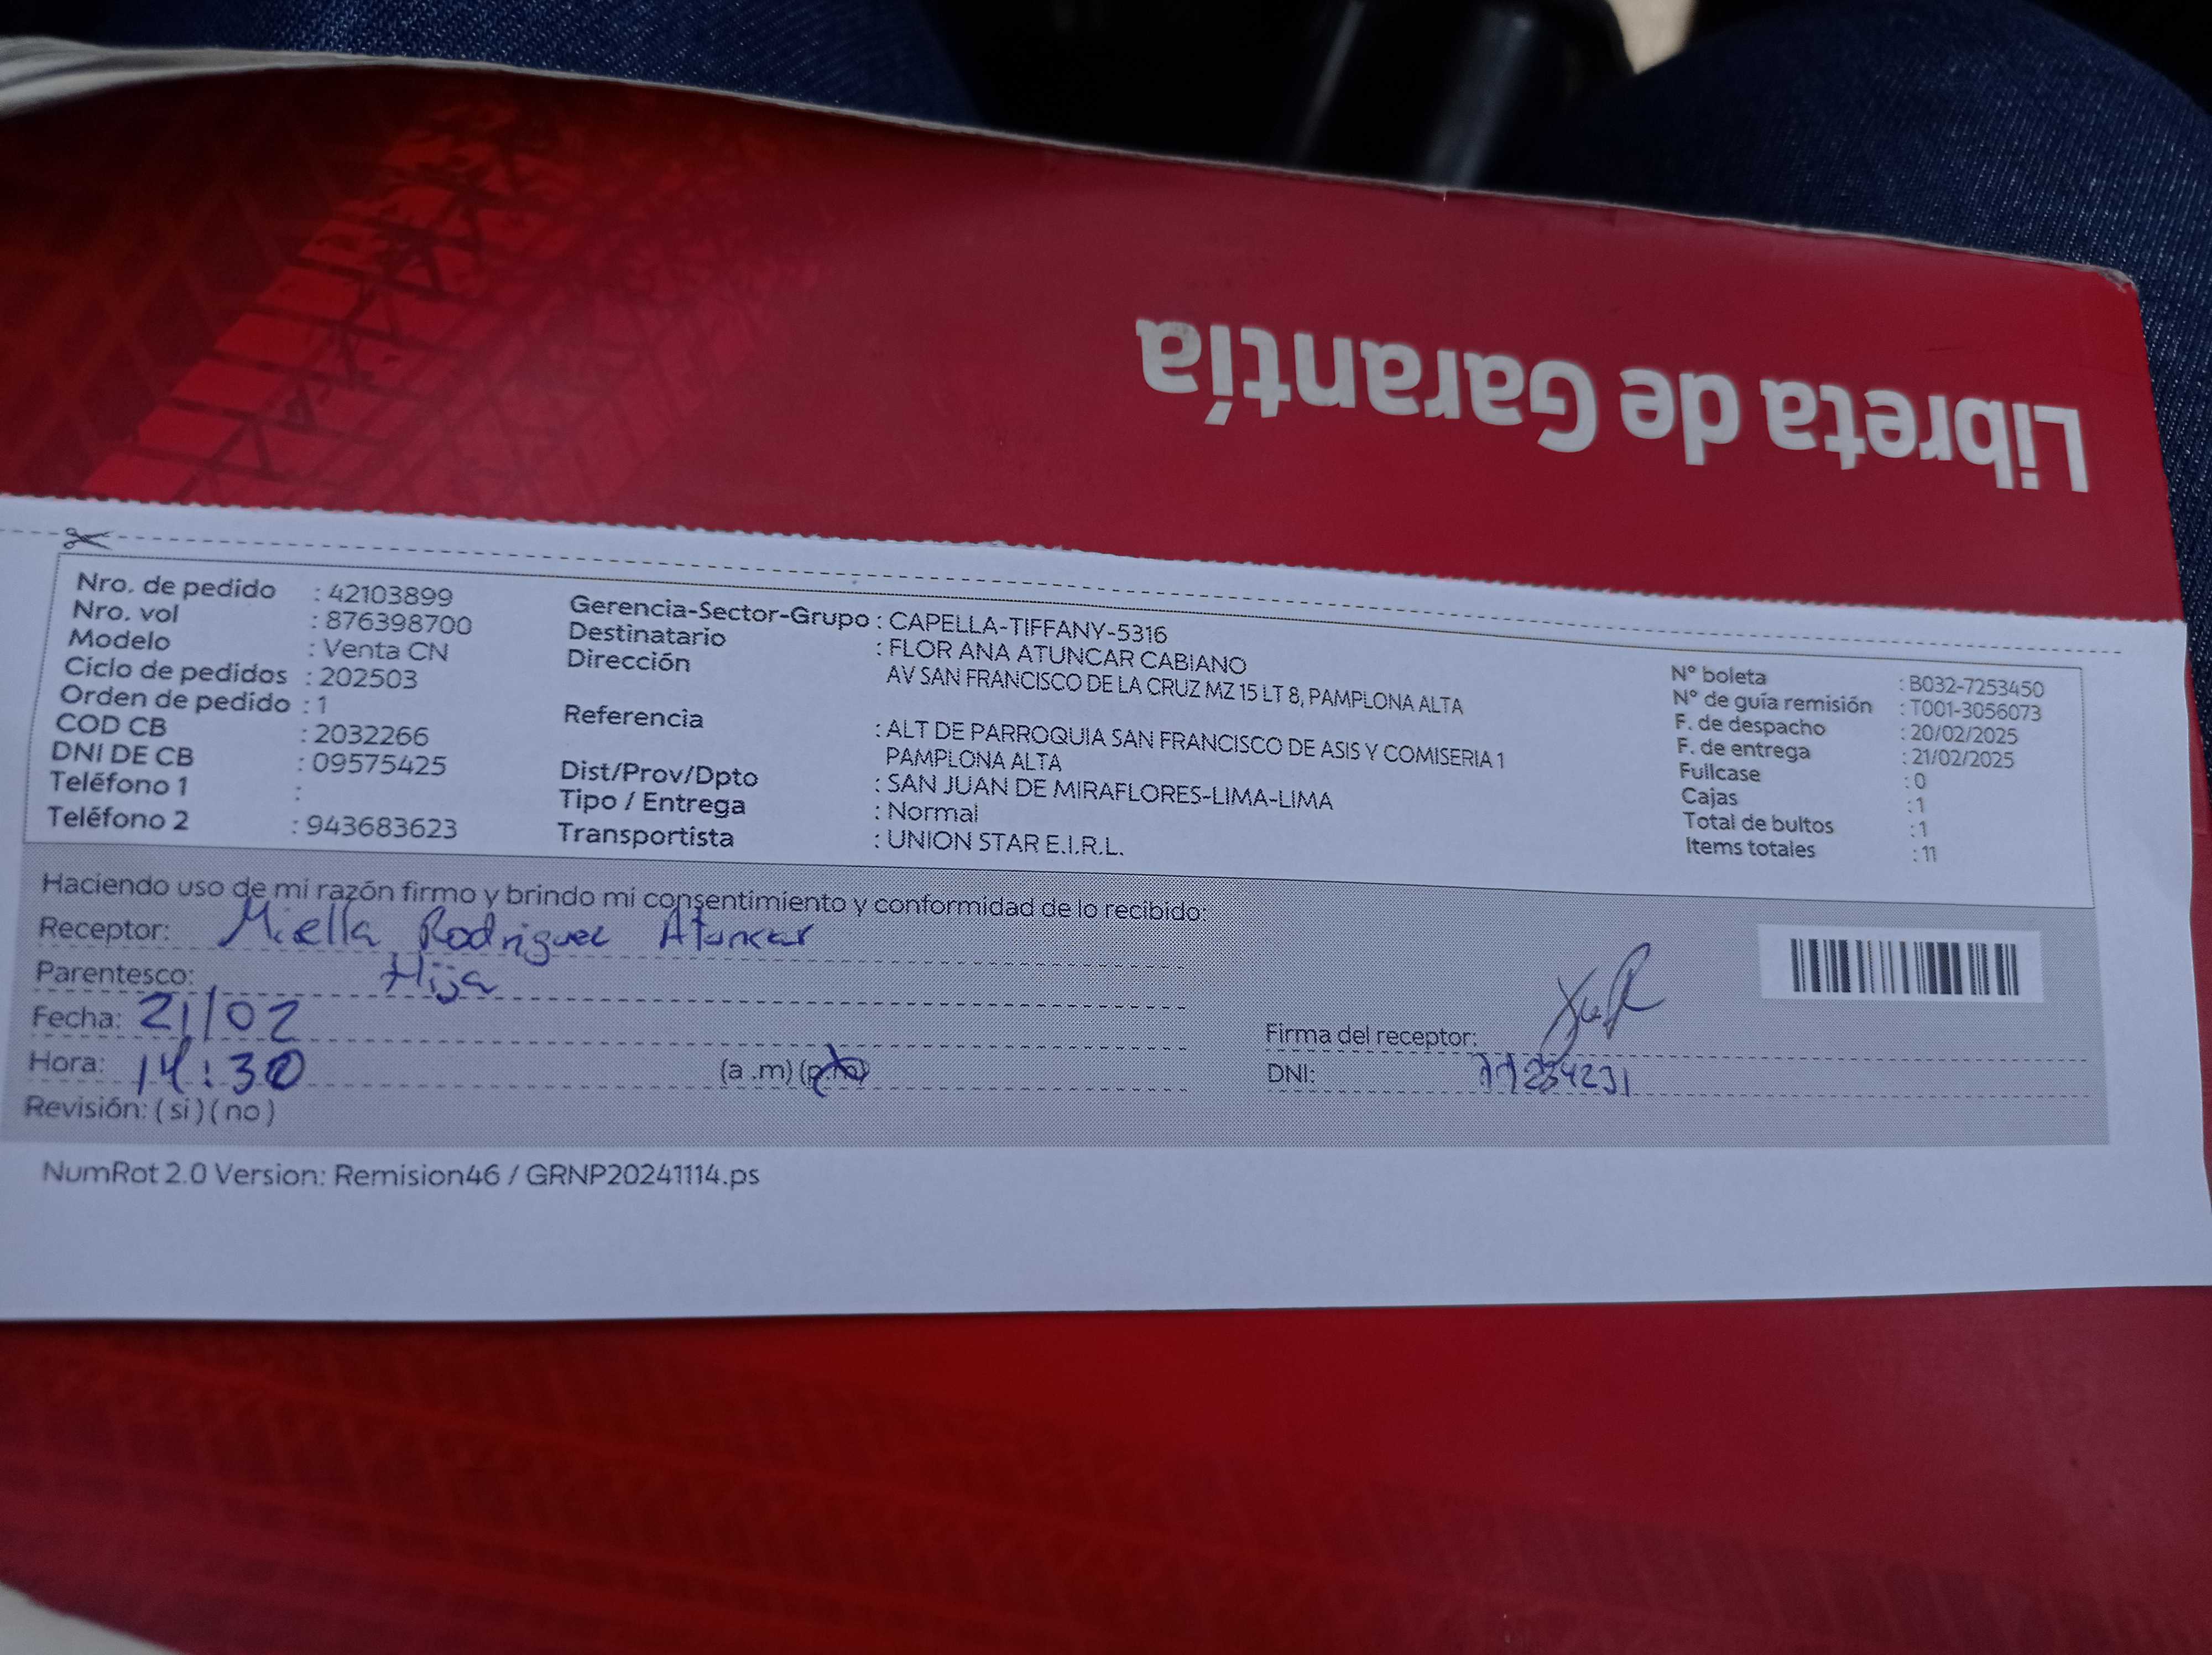 Libreta de Garantía
Nro. de pedido : 42103899
Nro. vol : 876398700
Modelo : Venta CN
Ciclo de pedidos : 202503
Orden de pedido : 1
COD CB : 2032266
DNI DE CB : 09575425
Teléfono 1 :
Teléfono 2 : 943683623
Gerencia-Sector-Grupo : CAPELLA-TIFFANY-5316
Destinatario : FLOR ANA ATUNCAR CABIANO
Dirección AV SAN FRANCISCO DE LA CRUZ MZ 15 LT 8, PAMPLONA ALTA
Referencia : ALT DE PARROQUIA SAN FRANCISCO DE ASIS Y COMISERIA 1
PAMPLONA ALTA
Dist/Prov/Dpto : SAN JUAN DE MIRAFLORES-LIMA-LIMA
Tipo / Entrega : Normal
Transportista : UNION STAR E.I.R.L.
N° boleta : B032-7253450
N° de guía remisión : T001-3056073
F. de despacho : 20/02/2025
F. de entrega : 21/02/2025
Fullcase : 0
Cajas : 1
Total de bultos : 1
Items totales : 11
Haciendo uso de mi razón firmo y brindo mi consentimiento y conformidad de lo recibido:
Receptor: Miella Rodriguez Atuncar
Parentesco: Hija
Fecha: 21/02
Hora: 14:30 (a .m) (p.m)
Revisión: ( si ) ( no )
Firma del receptor:
DNI:
NumRot 2.0 Version: Remision46 / GRNP20241114.ps